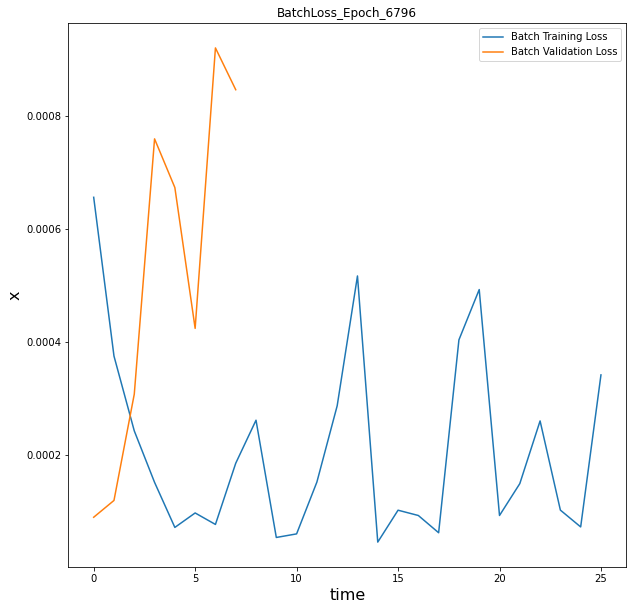 BatchLoss_Epoch_6796
Batch Training Loss
Batch Validation Loss
0.0008
0.0006
0.0004
0.0002
x
0 5 10 15 20 25
time